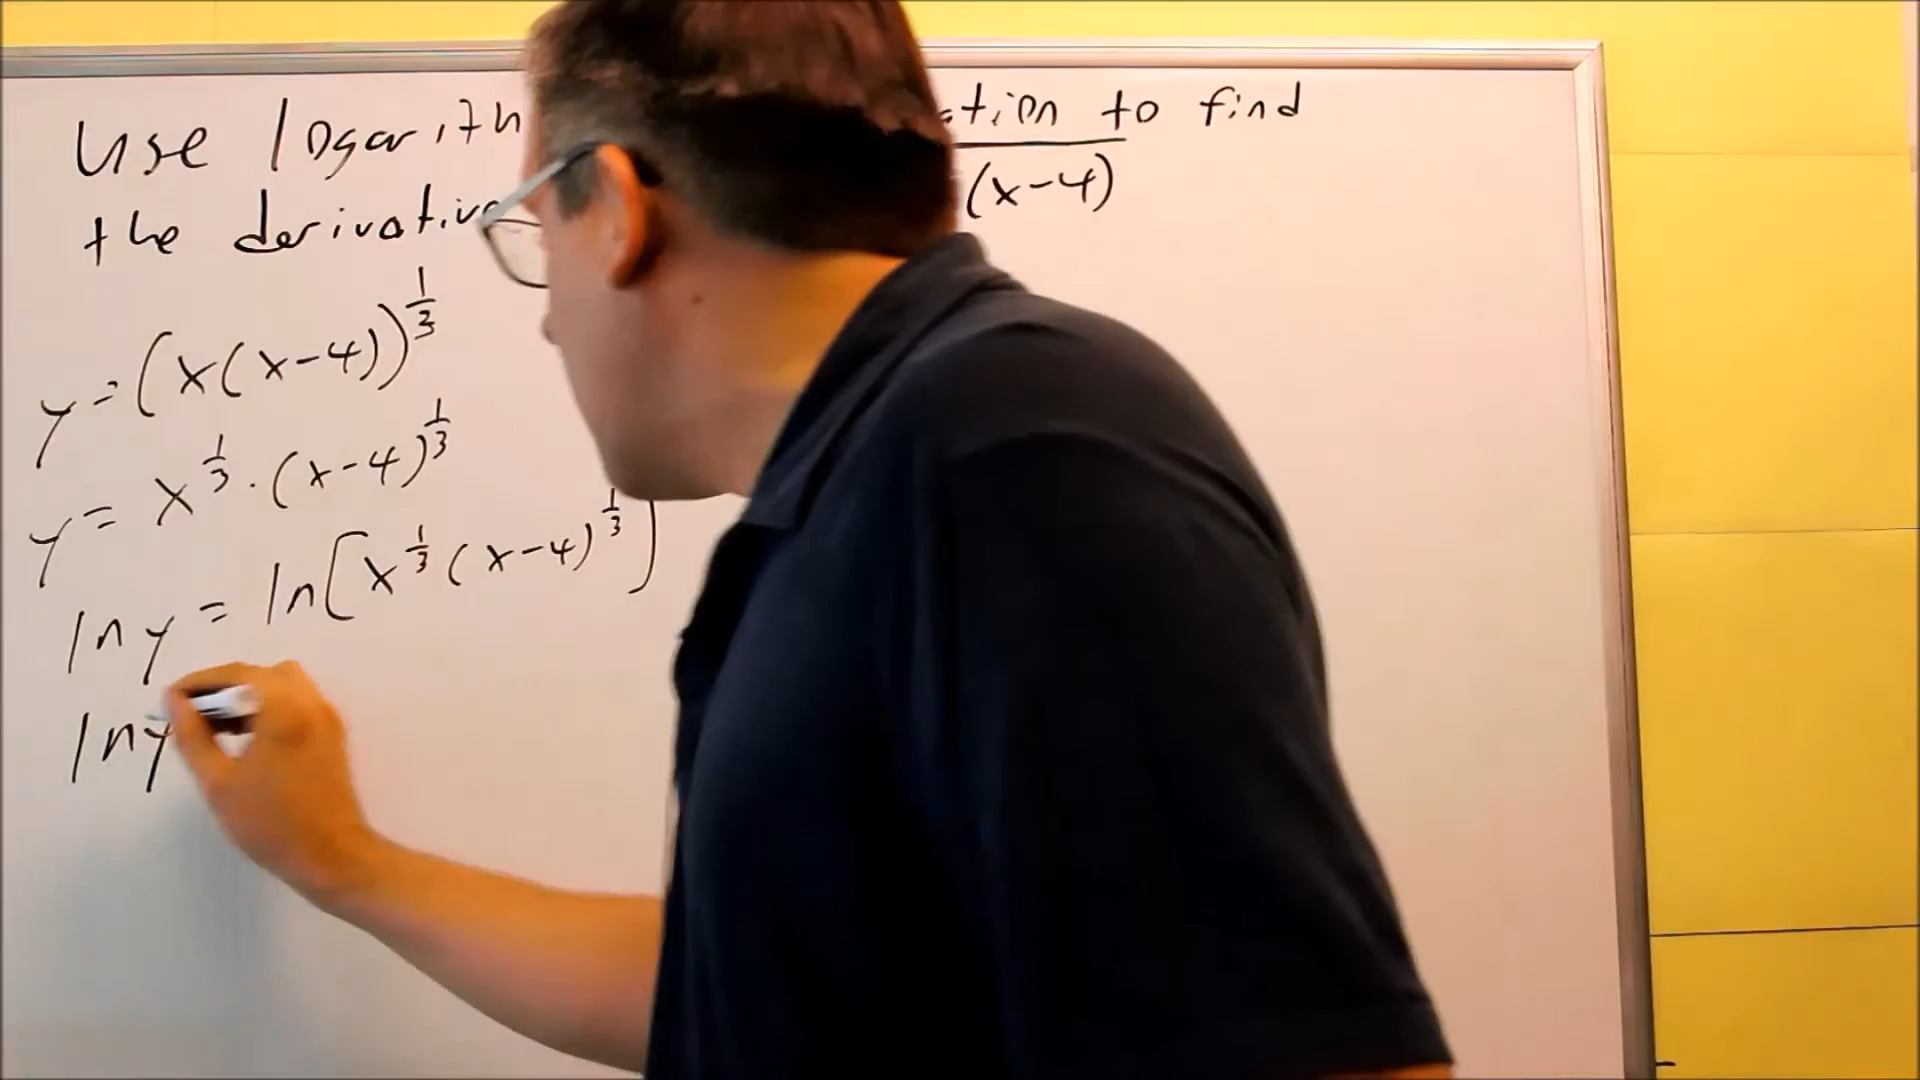 Use logarith ation to find
the derivative (x-4)
y = (x(x-4))^{1/3}
y = x^{1/3} · (x-4)^{1/3}
ln y = ln[x^{1/3}(x-4)^{1/3}]
ln y